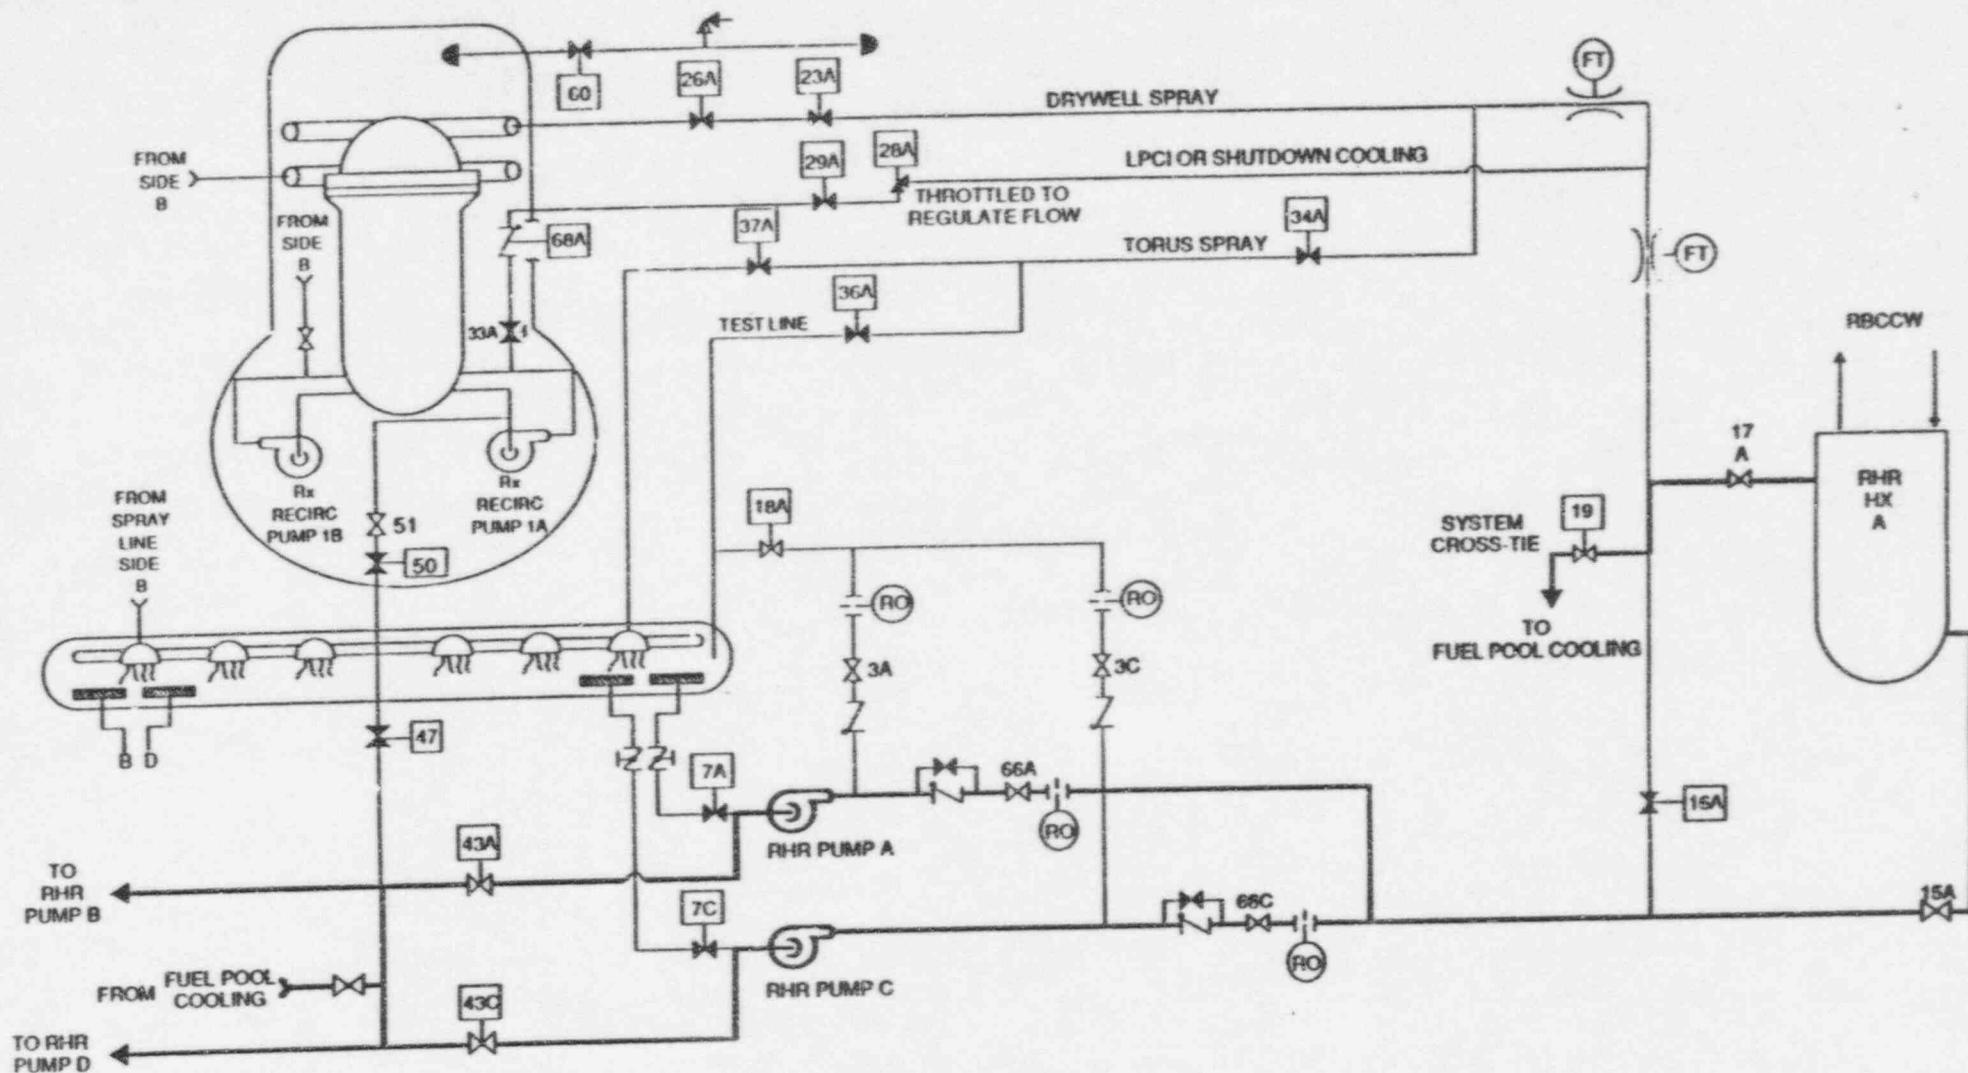 FT
60
26A
23A
DRYWELL SPRAY
FROM
SIDE
B
29A
28A
LPCI OR SHUTDOWN COOLING
THROTTLED TO
REGULATE FLOW
FROM
SIDE
B
68A
37A
34A
TORUS SPRAY
FT
36A
TEST LINE
33A
RBCCW
17
A
RHR
HX
A
Rx
RECIRC
PUMP 1B
Rx
RECIRC
PUMP 1A
FROM
SPRAY
LINE
SIDE
B
51
50
18A
SYSTEM
CROSS-TIE
19
RO
RO
TO
FUEL POOL COOLING
3A
3C
47
B D
7A
66A
16A
RO
RHR PUMP A
43A
TO
RHR
PUMP B
7C
66C
15A
RO
RHR PUMP C
FROM FUEL POOL
COOLING
43C
TO RHR
PUMP D